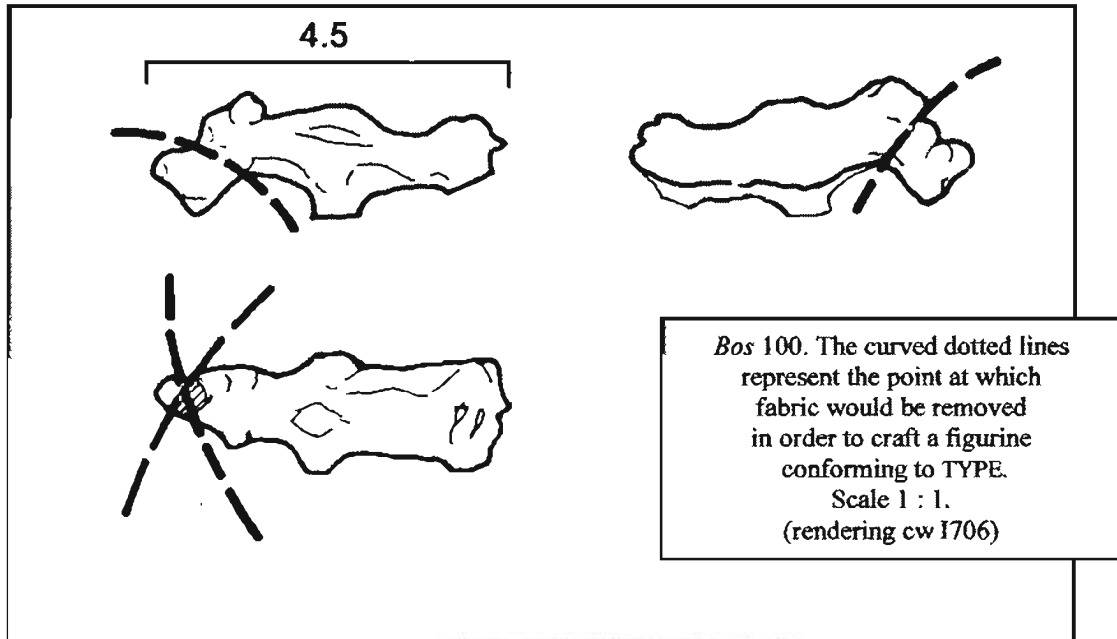 4.5
Bos 100. The curved dotted lines
represent the point at which
fabric would be removed
in order to craft a figurine
conforming to TYPE.
Scale 1 : 1.
(rendering cw I706)